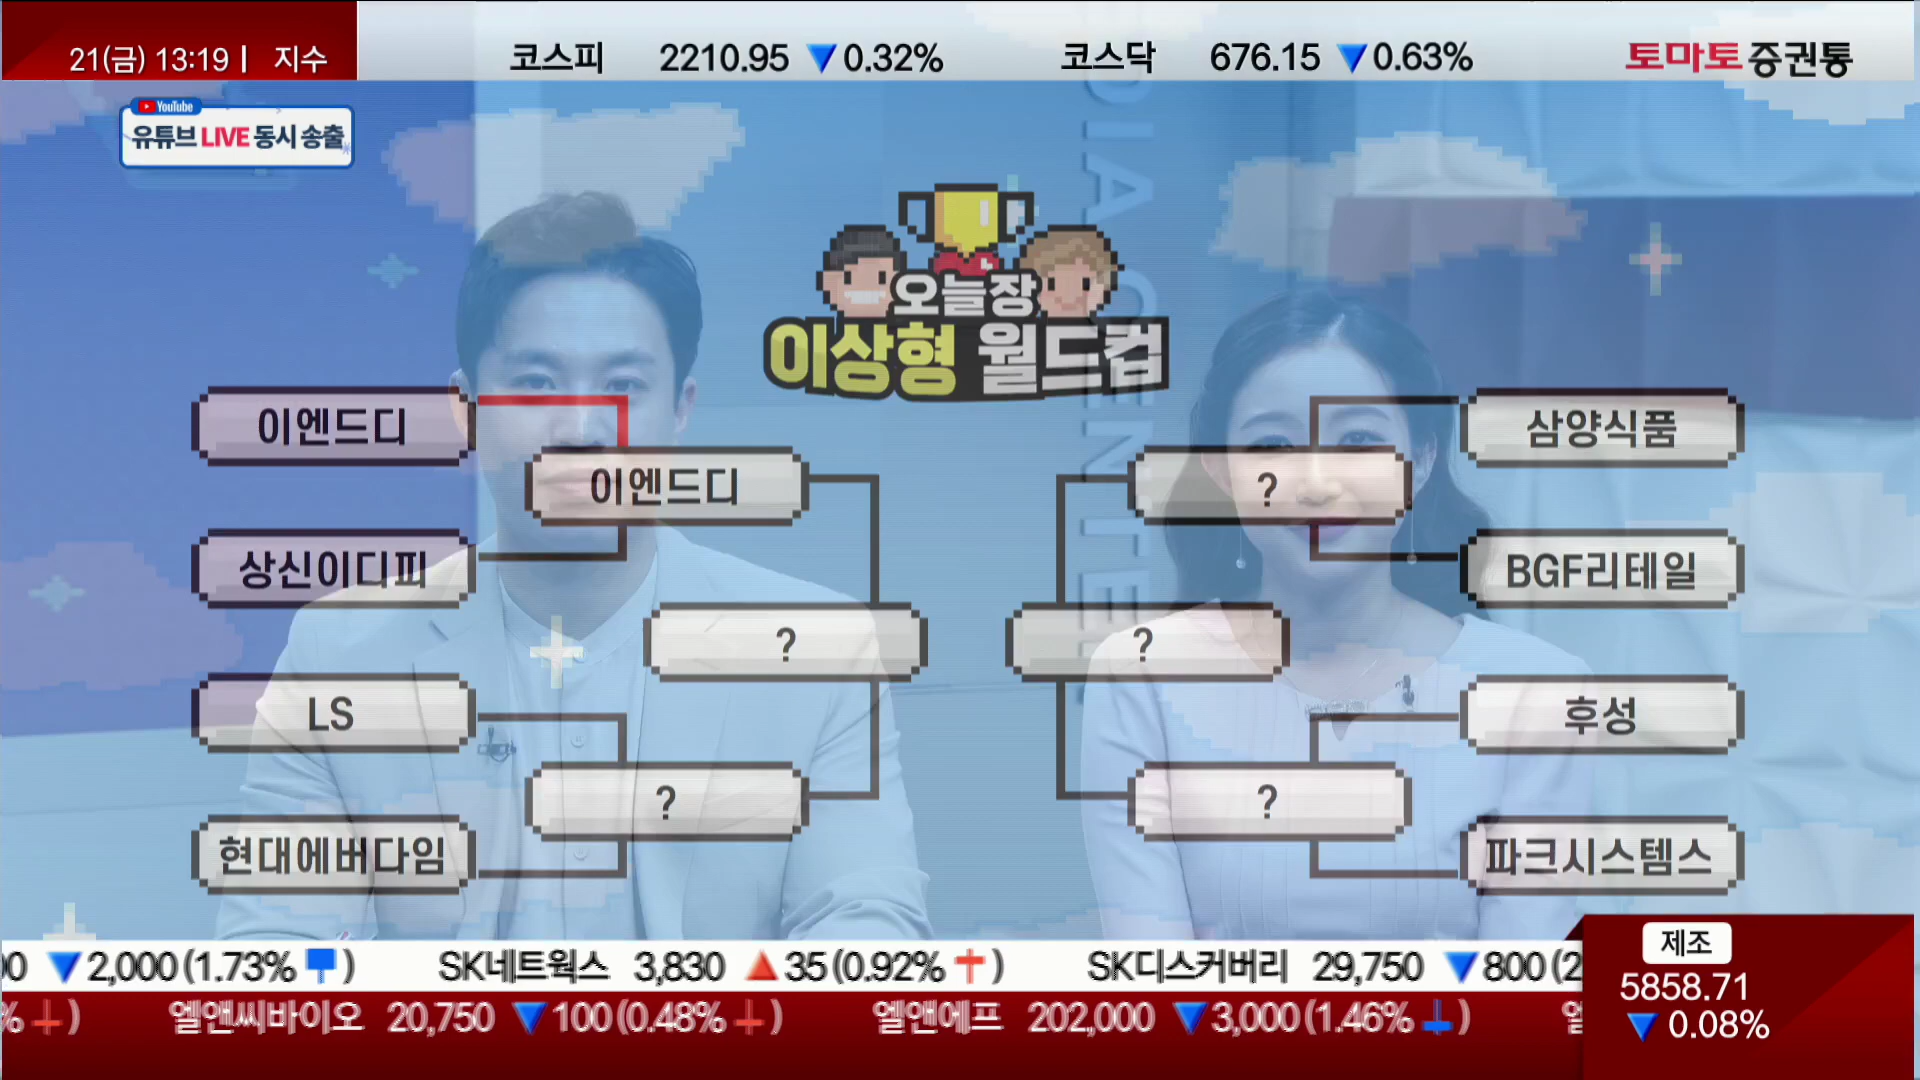 21(금) 13:19 | 지수
코스피 2210.95 ▼0.32%
코스닥 676.15 ▼0.63%
토마토증권통
YouTube
유튜브 LIVE 동시 송출
DIA CENTE
오늘장
이상형 월드컵
이엔드디
상신이디피
LS
현대에버다임
이엔드디
?
?
?
?
?
?
삼양식품
BGF리테일
후성
파크시스템스
00 ▼2,000(1.73% ) SK네트웍스 3,830 ▲35(0.92% ) SK디스커버리 29,750 ▼800(2
% ) 엘앤씨바이오 20,750 ▼100(0.48% ) 엘앤에프 202,000 ▼3,000(1.46% )
제조
5858.71
▼ 0.08%